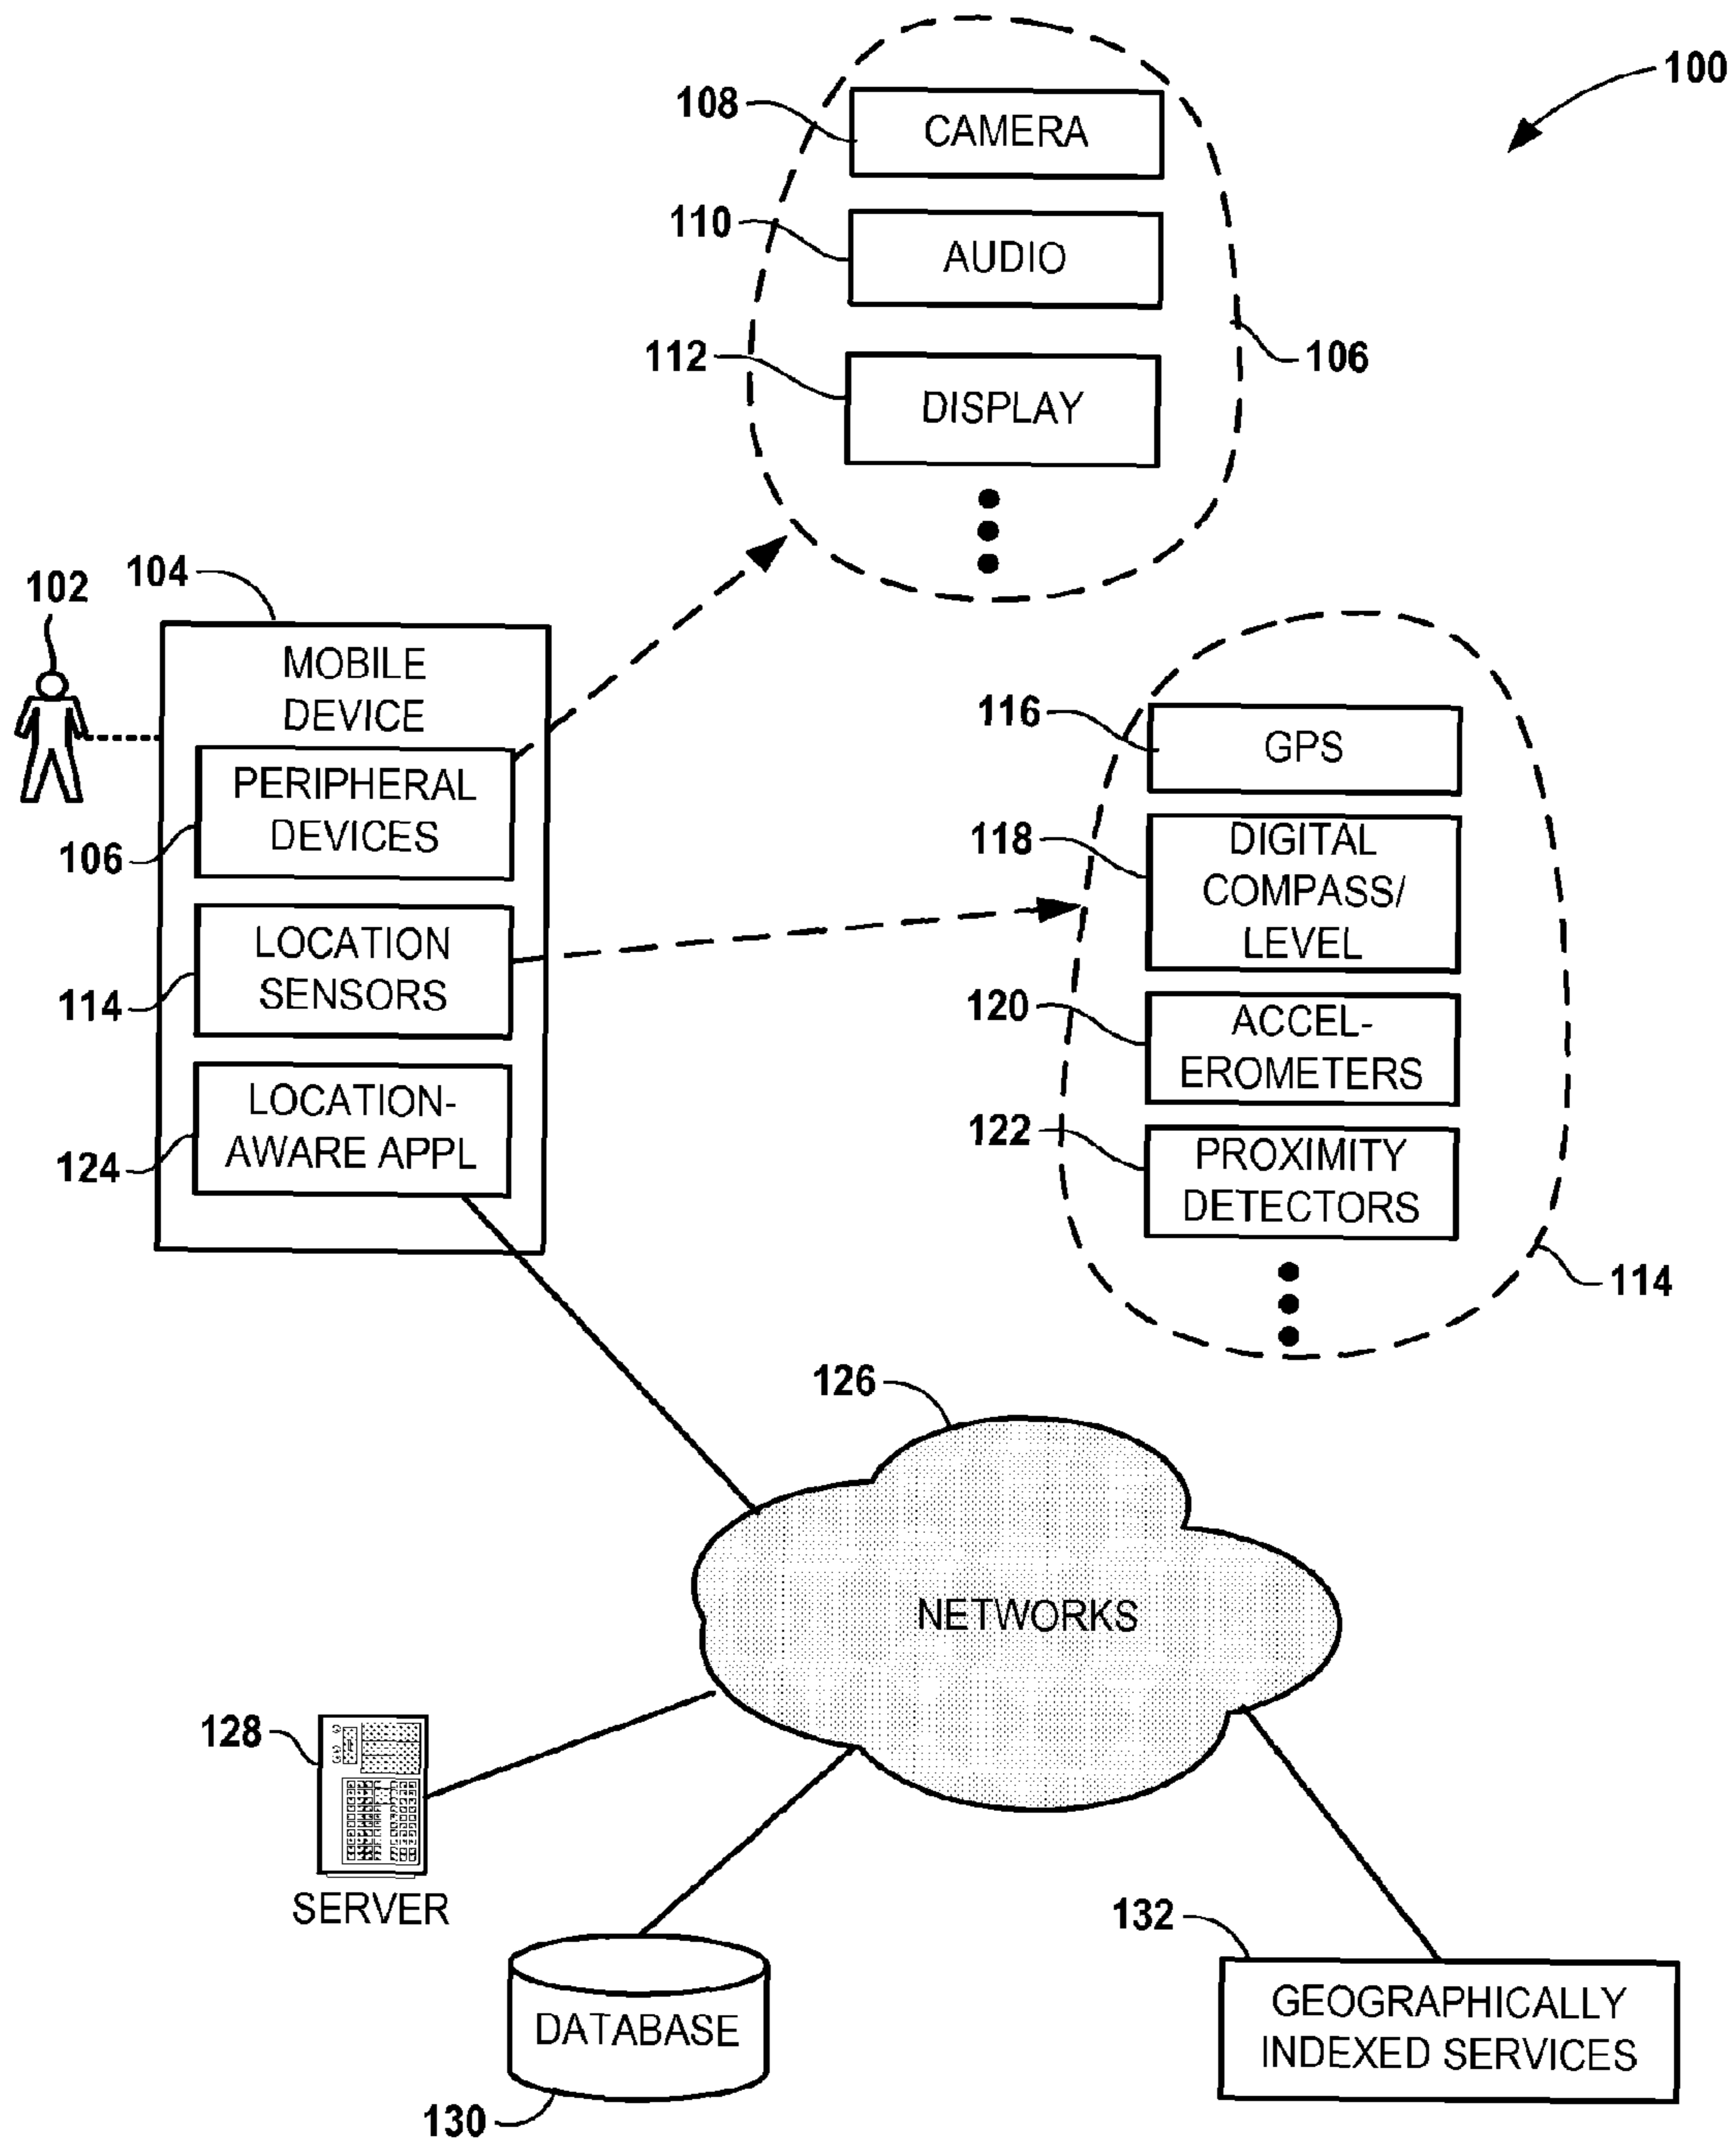 100
108
CAMERA
110
AUDIO
112
DISPLAY
106
102
104
MOBILE
DEVICE
106
PERIPHERAL
DEVICES
114
LOCATION
SENSORS
124
LOCATION-
AWARE APPL
116
GPS
118
DIGITAL
COMPASS/
LEVEL
120
ACCEL-
EROMETERS
122
PROXIMITY
DETECTORS
114
126
NETWORKS
128
SERVER
130
DATABASE
132
GEOGRAPHICALLY
INDEXED SERVICES